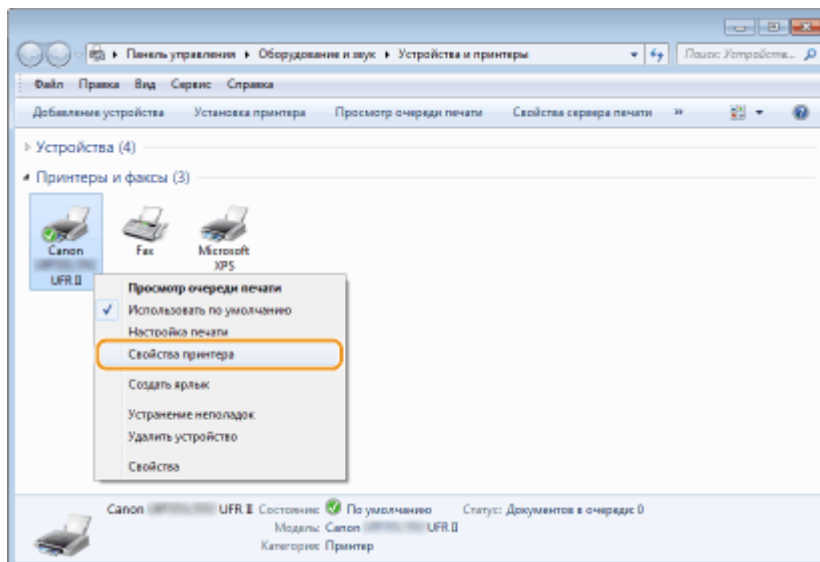 Панель управления ▸ Оборудование и звук ▸ Устройства и принтеры
Поиск: Устройств...
Файл Правка Вид Сервис Справка
Добавление устройства Установка принтера Просмотр очереди печати Свойства сервера печати »
Устройства (4)
Принтеры и факсы (3)
Canon Fax Microsoft
UFR II XPS
Просмотр очереди печати
Использовать по умолчанию
Настройка печати
Свойства принтера
Создать ярлык
Устранение неполадок
Удалить устройство
Свойства
Canon UFR II Состояние: По умолчанию Статус: Документов в очереди: 0
Модель: Canon UFR II
Категория: Принтер